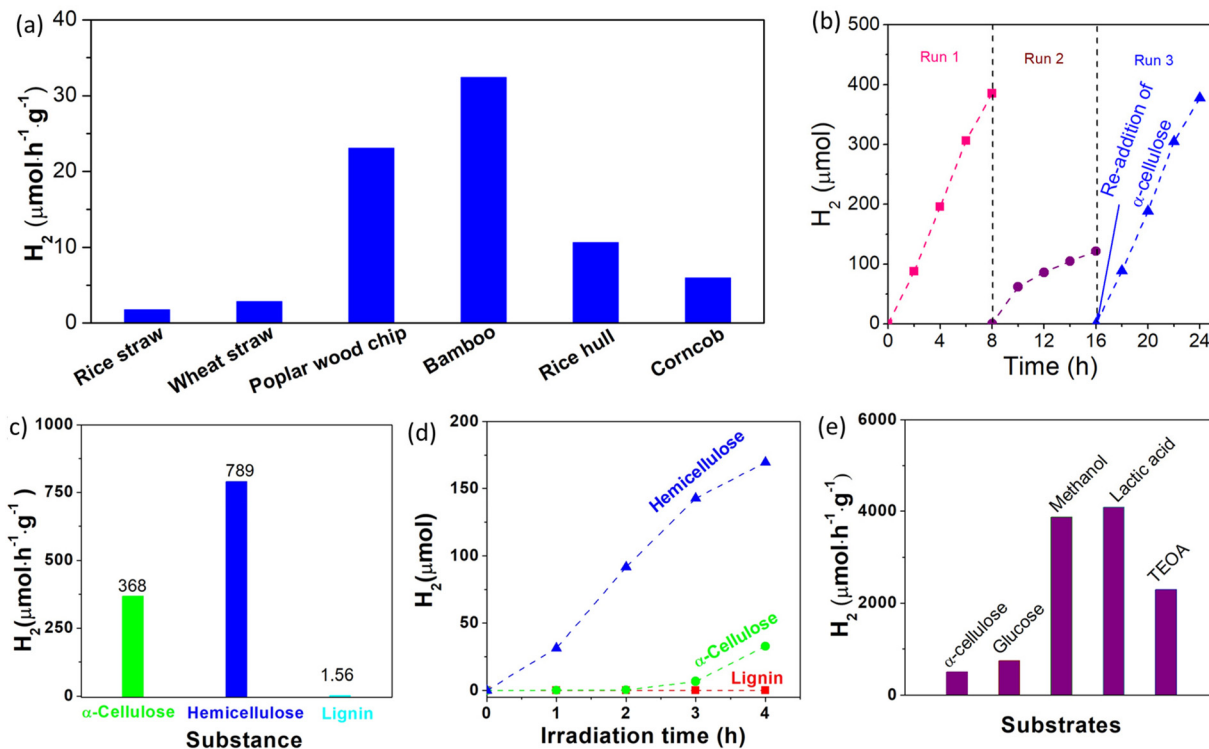 (a)
H2 (μmol·h-1·g-1)
40
30
20
10
0
Rice straw
Wheat straw
Poplar wood chip
Bamboo
Rice hull
Corncob
(b)
H2 (μmol)
500
400
300
200
100
0
Run 1
Run 2
Run 3
Re-addition of
α-cellulose
0 4 8 12 16 20 24
Time (h)
c)
H2(μmol·h-1·g-1)
1000
750
500
250
0
368
789
1.56
α-Cellulose Hemicellulose Lignin
Substance
(d)
H2(μmol)
200
150
100
50
0
Hemicellulose
α-Cellulose
Lignin
0 1 2 3 4
Irradiation time (h)
(e)
H2 (μmol·h-1·g-1)
6000
4000
2000
0
α-cellulose
Glucose
Methanol
Lactic acid
TEOA
Substrates